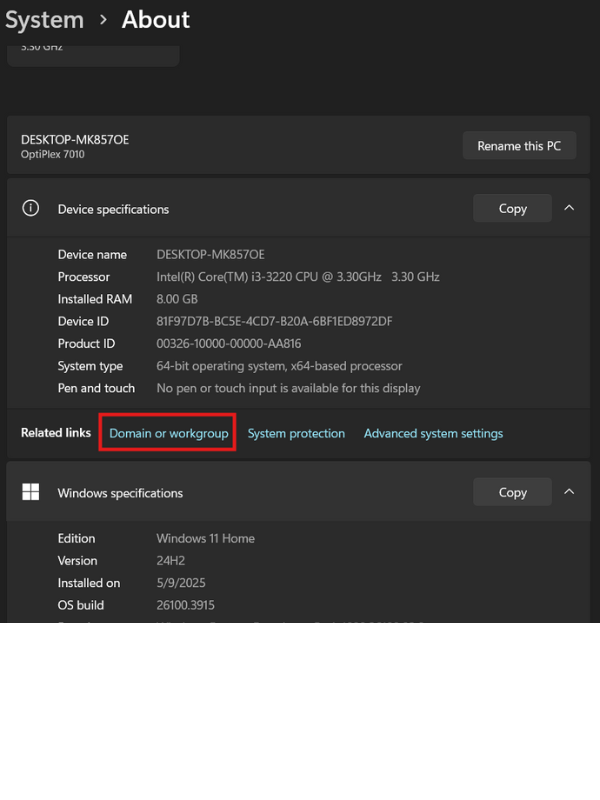 System > About
3.30 GHz
DESKTOP-MK857OE
OptiPlex 7010
Rename this PC
Device specifications
Copy
Device name DESKTOP-MK857OE
Processor Intel(R) Core(TM) i3-3220 CPU @ 3.30GHz 3.30 GHz
Installed RAM 8.00 GB
Device ID 81F97D7B-BC5E-4CD7-B20A-6BF1ED8972DF
Product ID 00326-10000-00000-AA816
System type 64-bit operating system, x64-based processor
Pen and touch No pen or touch input is available for this display
Related links Domain or workgroup System protection Advanced system settings
Windows specifications
Copy
Edition Windows 11 Home
Version 24H2
Installed on 5/9/2025
OS build 26100.3915